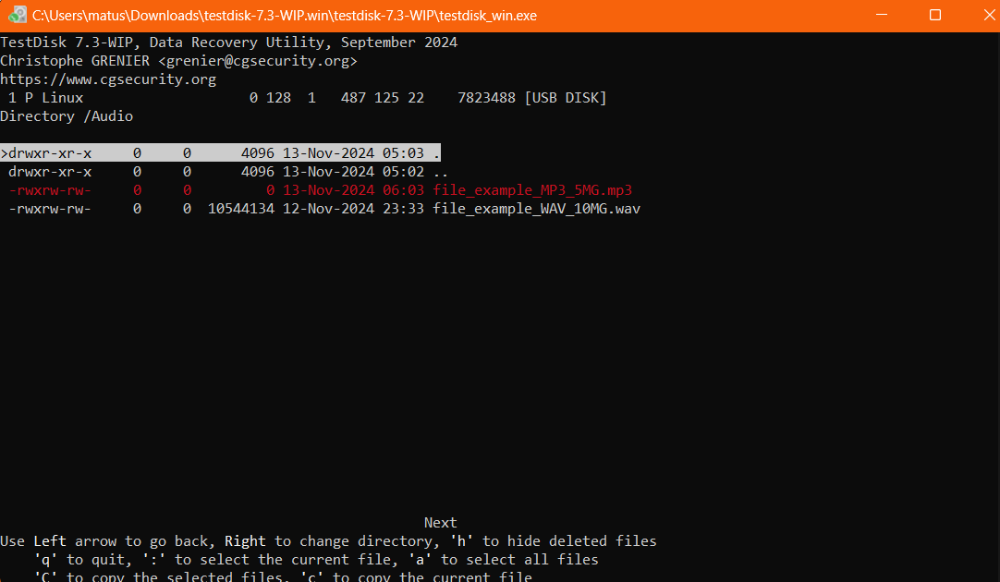 C:\Users\matus\Downloads\testdisk-7.3-WIP.win\testdisk-7.3-WIP\testdisk_win.exe
TestDisk 7.3-WIP, Data Recovery Utility, September 2024
Christophe GRENIER <grenier@cgsecurity.org>
https://www.cgsecurity.org
 1 P Linux                    0 128  1   487 125 22    7823488 [USB DISK]
Directory /Audio
>drwxr-xr-x     0     0      4096 13-Nov-2024 05:03 .
 drwxr-xr-x     0     0      4096 13-Nov-2024 05:02 ..
 -rwxrw-rw-     0     0         0 13-Nov-2024 06:03 file_example_MP3_5MG.mp3
 -rwxrw-rw-     0     0  10544134 12-Nov-2024 23:33 file_example_WAV_10MG.wav
Next
Use Left arrow to go back, Right to change directory, 'h' to hide deleted files
    'q' to quit, ':' to select the current file, 'a' to select all files
    'C' to copy the selected files, 'c' to copy the current file